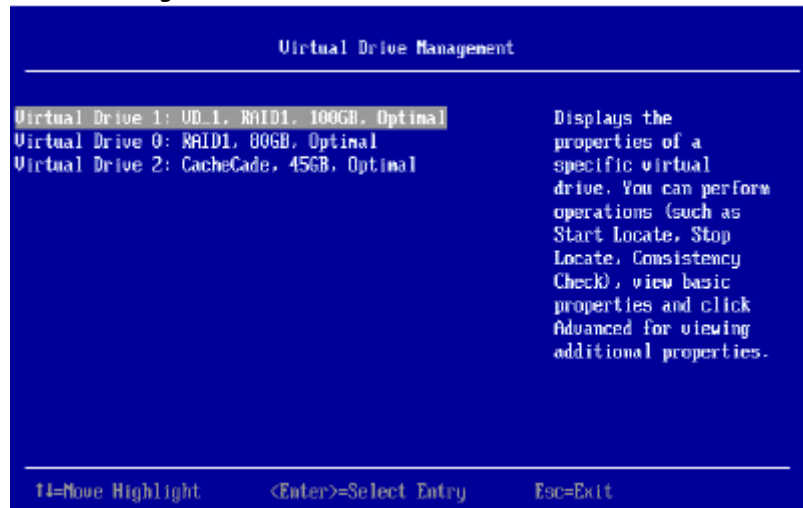 Virtual Drive Management
Virtual Drive 1: VD_1, RAID1, 100GB, Optimal
Virtual Drive 0: RAID1, 80GB, Optimal
Virtual Drive 2: CacheCade, 45GB, Optimal
Displays the
properties of a
specific virtual
drive. You can perform
operations (such as
Start Locate, Stop
Locate, Consistency
Check), view basic
properties and click
Advanced for viewing
additional properties.
↑↓=Move Highlight <Enter>=Select Entry Esc=Exit